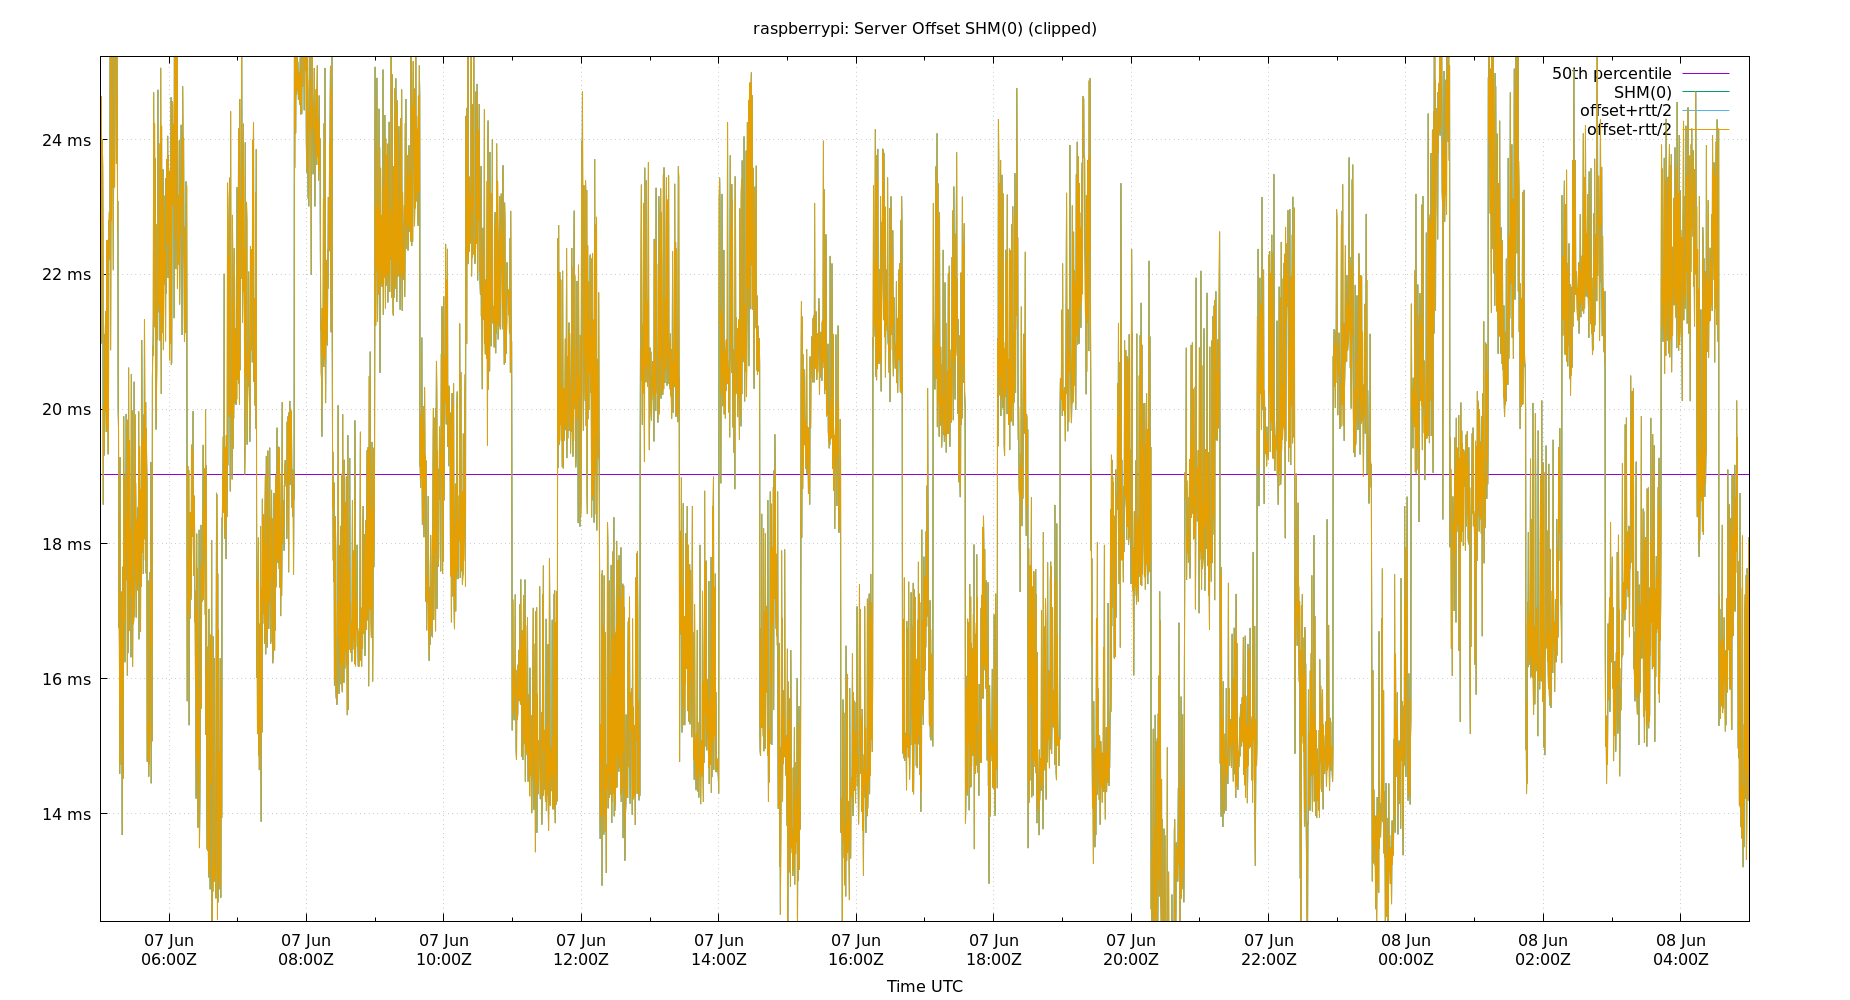 raspberrypi: Server Offset SHM(0) (clipped)
50th percentile
SHM(0)
offset+rtt/2
offset-rtt/2
24 ms
22 ms
20 ms
18 ms
16 ms
14 ms
07 Jun 07 Jun 07 Jun 07 Jun 07 Jun 07 Jun 07 Jun 07 Jun 07 Jun 08 Jun 08 Jun 08 Jun
06:00Z 08:00Z 10:00Z 12:00Z 14:00Z 16:00Z 18:00Z 20:00Z 22:00Z 00:00Z 02:00Z 04:00Z
Time UTC